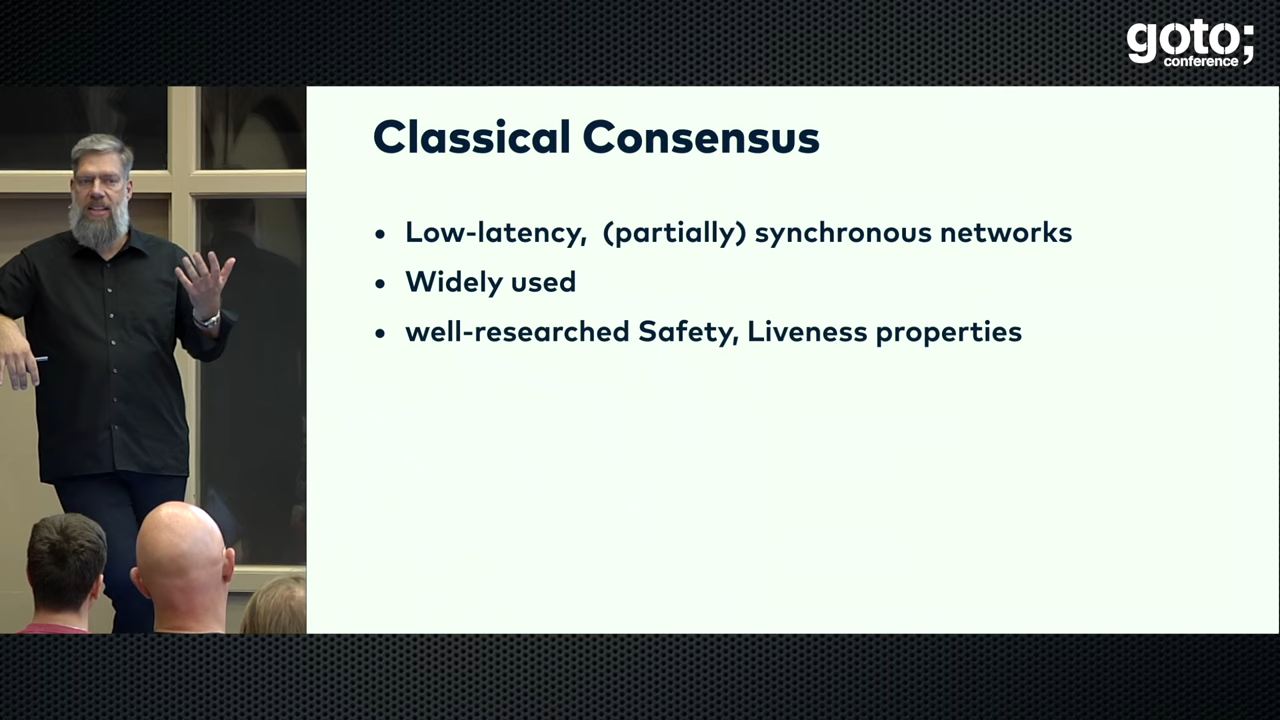 goto;
conference
Classical Consensus
• Low-latency, (partially) synchronous networks
• Widely used
• well-researched Safety, Liveness properties